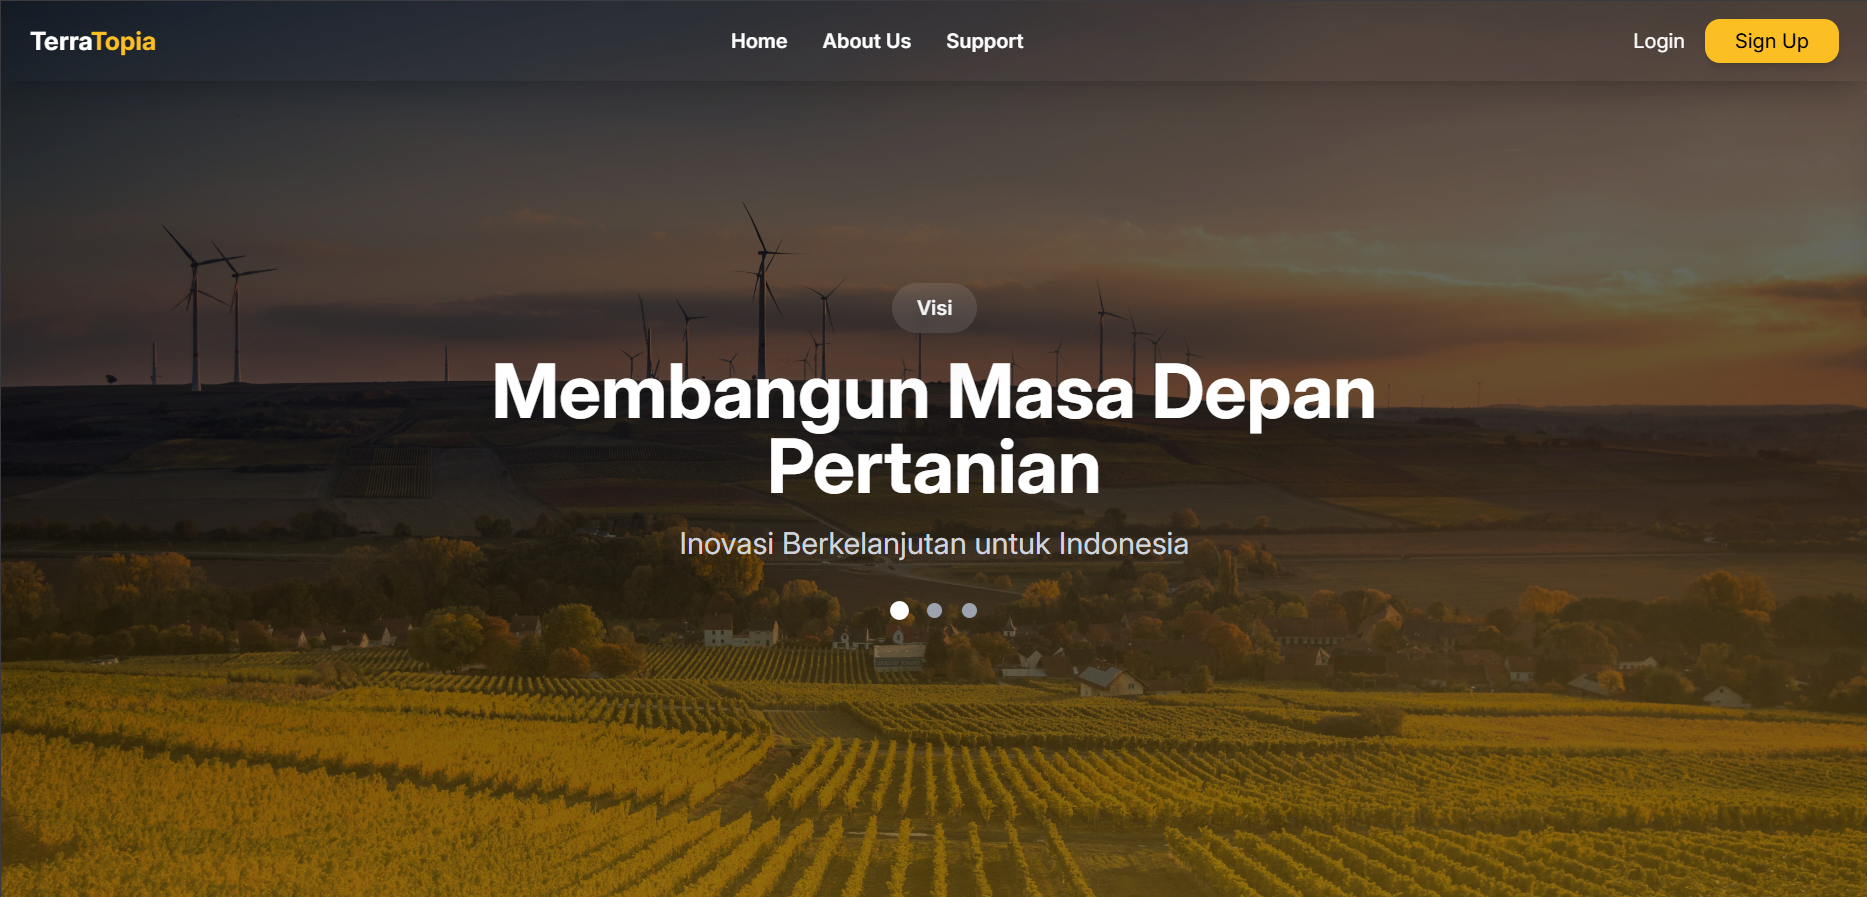 TerraTopia
Home
About Us
Support
Login
Sign Up
Visi
Membangun Masa Depan
Pertanian
Inovasi Berkelanjutan untuk Indonesia